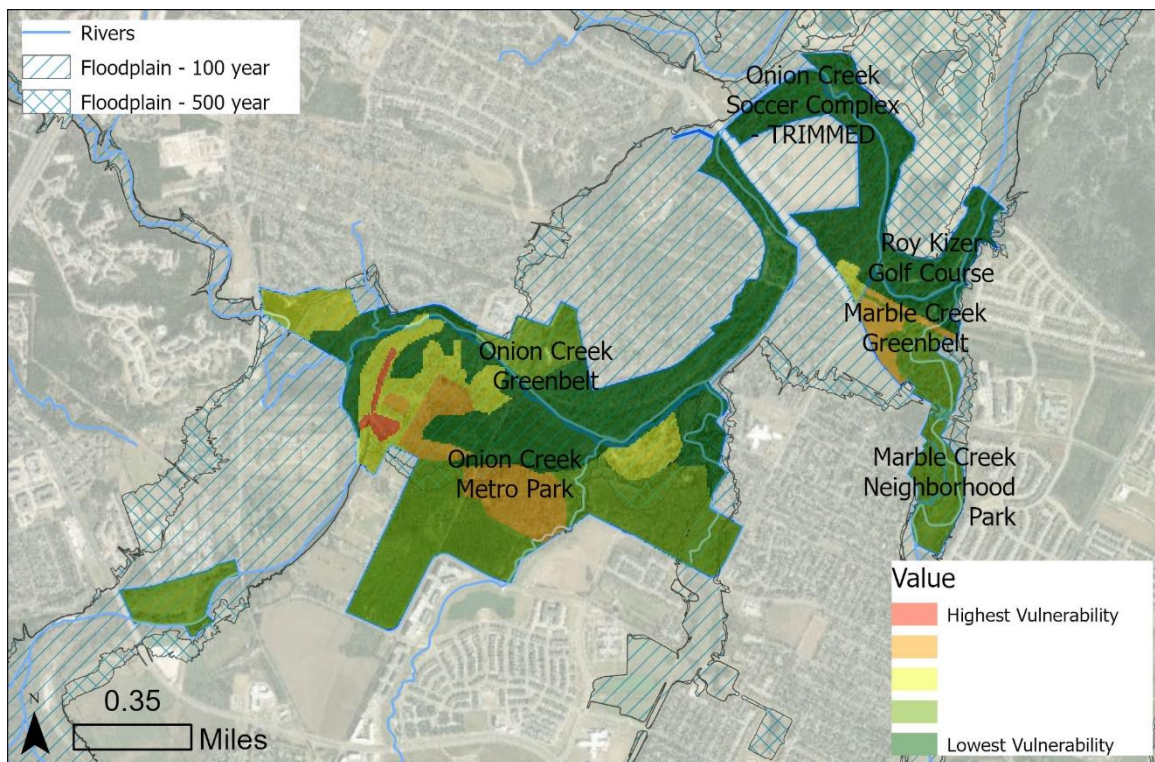 Rivers
Floodplain - 100 year
Floodplain - 500 year
Onion Creek
Soccer Complex
- TRIMMED
Roy Kizer
Golf Course
Marble Creek
Greenbelt
Onion Creek
Greenbelt
Onion Creek
Metro Park
Marble Creek
Neighborhood
Park
Value
Highest Vulnerability
Lowest Vulnerability
N
0.35
Miles